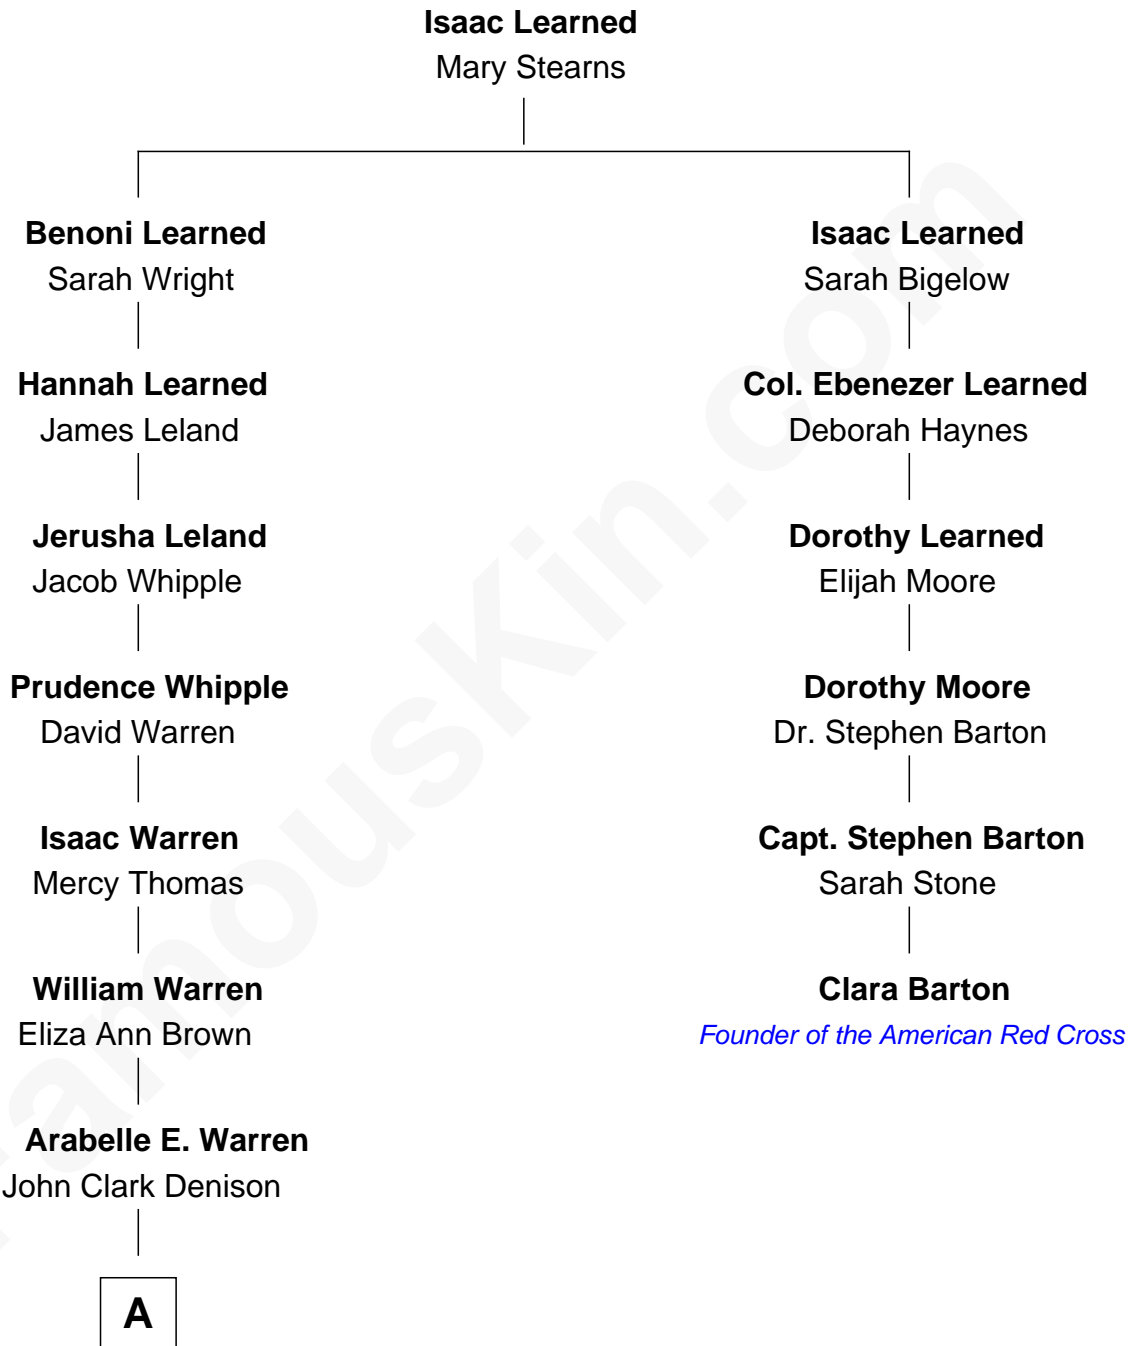 Isaac Learned
Mary Stearns
Benoni Learned
Sarah Wright
Isaac Learned
Sarah Bigelow
Hannah Learned
James Leland
Col. Ebenezer Learned
Deborah Haynes
Jerusha Leland
Jacob Whipple
Dorothy Learned
Elijah Moore
Prudence Whipple
David Warren
Dorothy Moore
Dr. Stephen Barton
Isaac Warren
Mercy Thomas
Capt. Stephen Barton
Sarah Stone
William Warren
Eliza Ann Brown
Clara Barton
Founder of the American Red Cross
Arabelle E. Warren
John Clark Denison
A
FamousKin.com